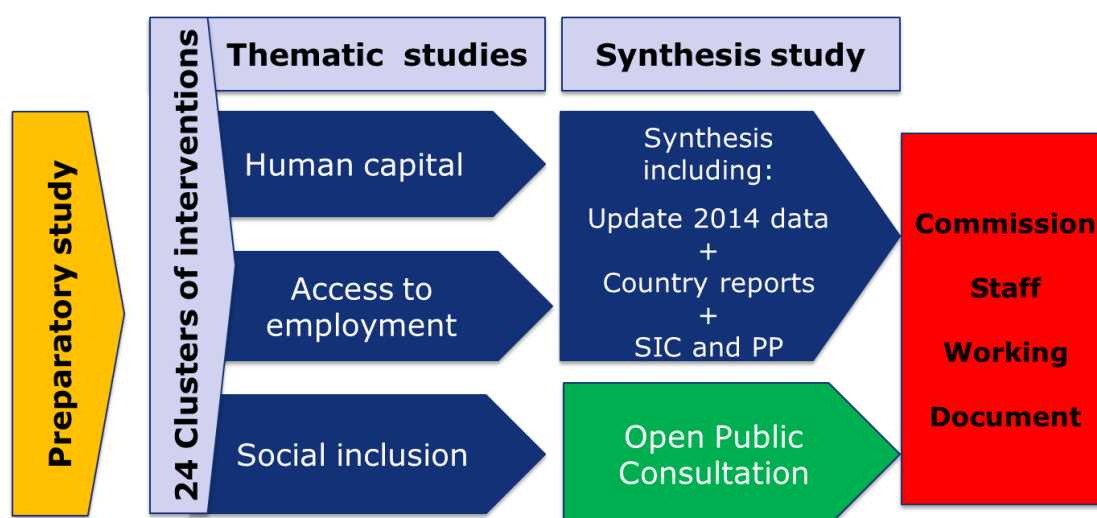 Preparatory study
24 Clusters of interventions
Thematic studies
Human capital
Access to
employment
Social inclusion
Synthesis study
Synthesis
including:
Update 2014 data
+
Country reports
+
SIC and PP
Open Public
Consultation
Commission
Staff
Working
Document